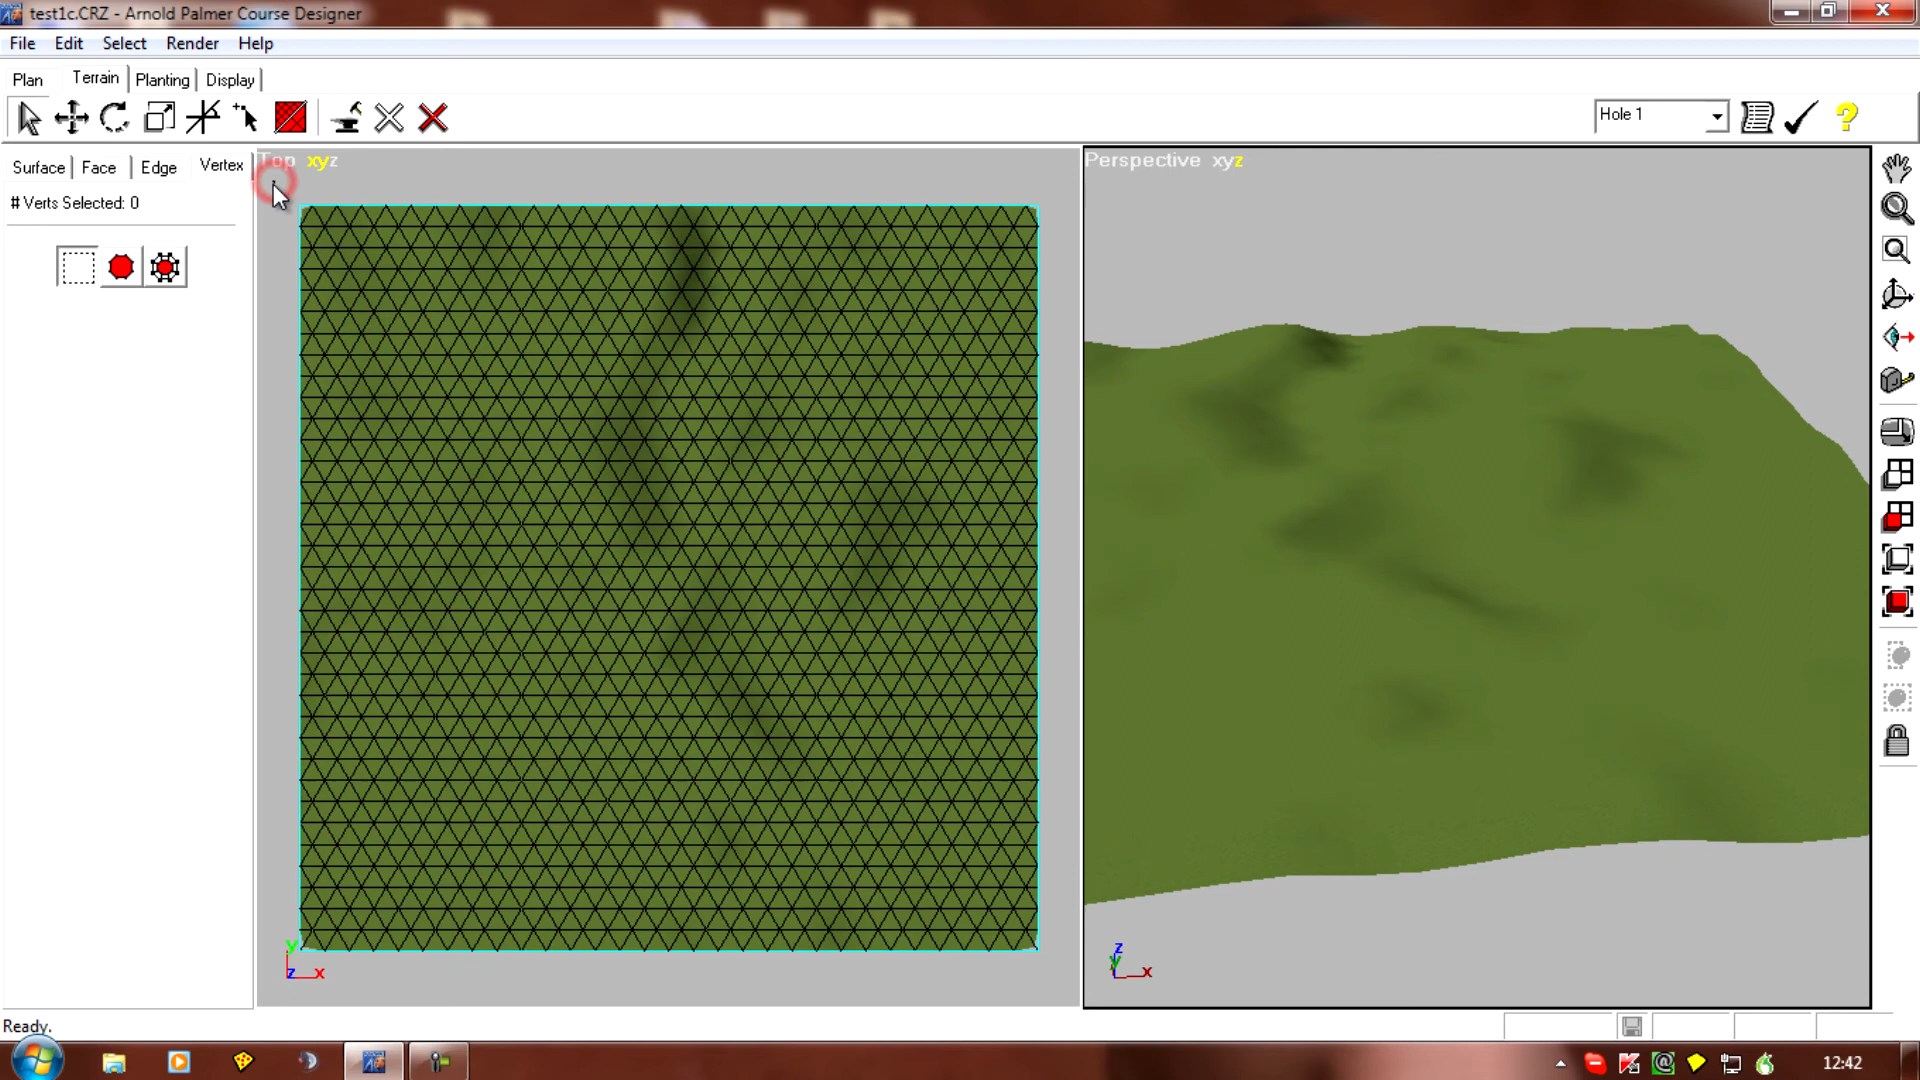 test1c.CRZ - Arnold Palmer Course Designer
File Edit Select Render Help
Plan Terrain Planting Display
Hole 1
Surface Face Edge Vertex
# Verts Selected: 0
Top xyz
Perspective xyz
y
z x
z
y
x
Ready.
12:42